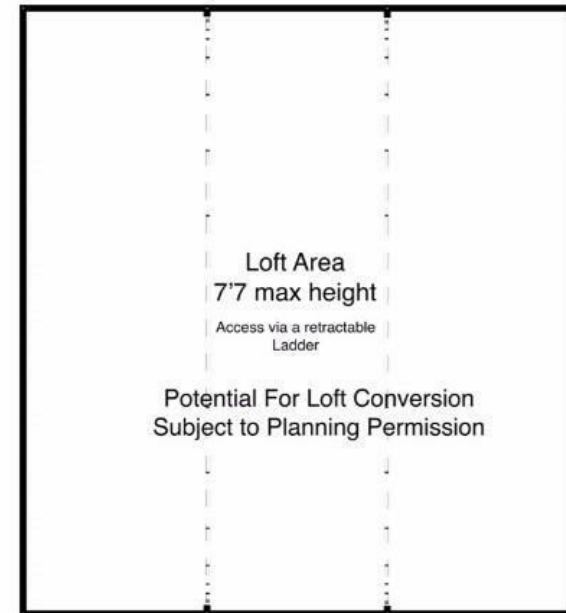 Loft Area
7'7 max height
Access via a retractable
Ladder
Potential For Loft Conversion
Subject to Planning Permission